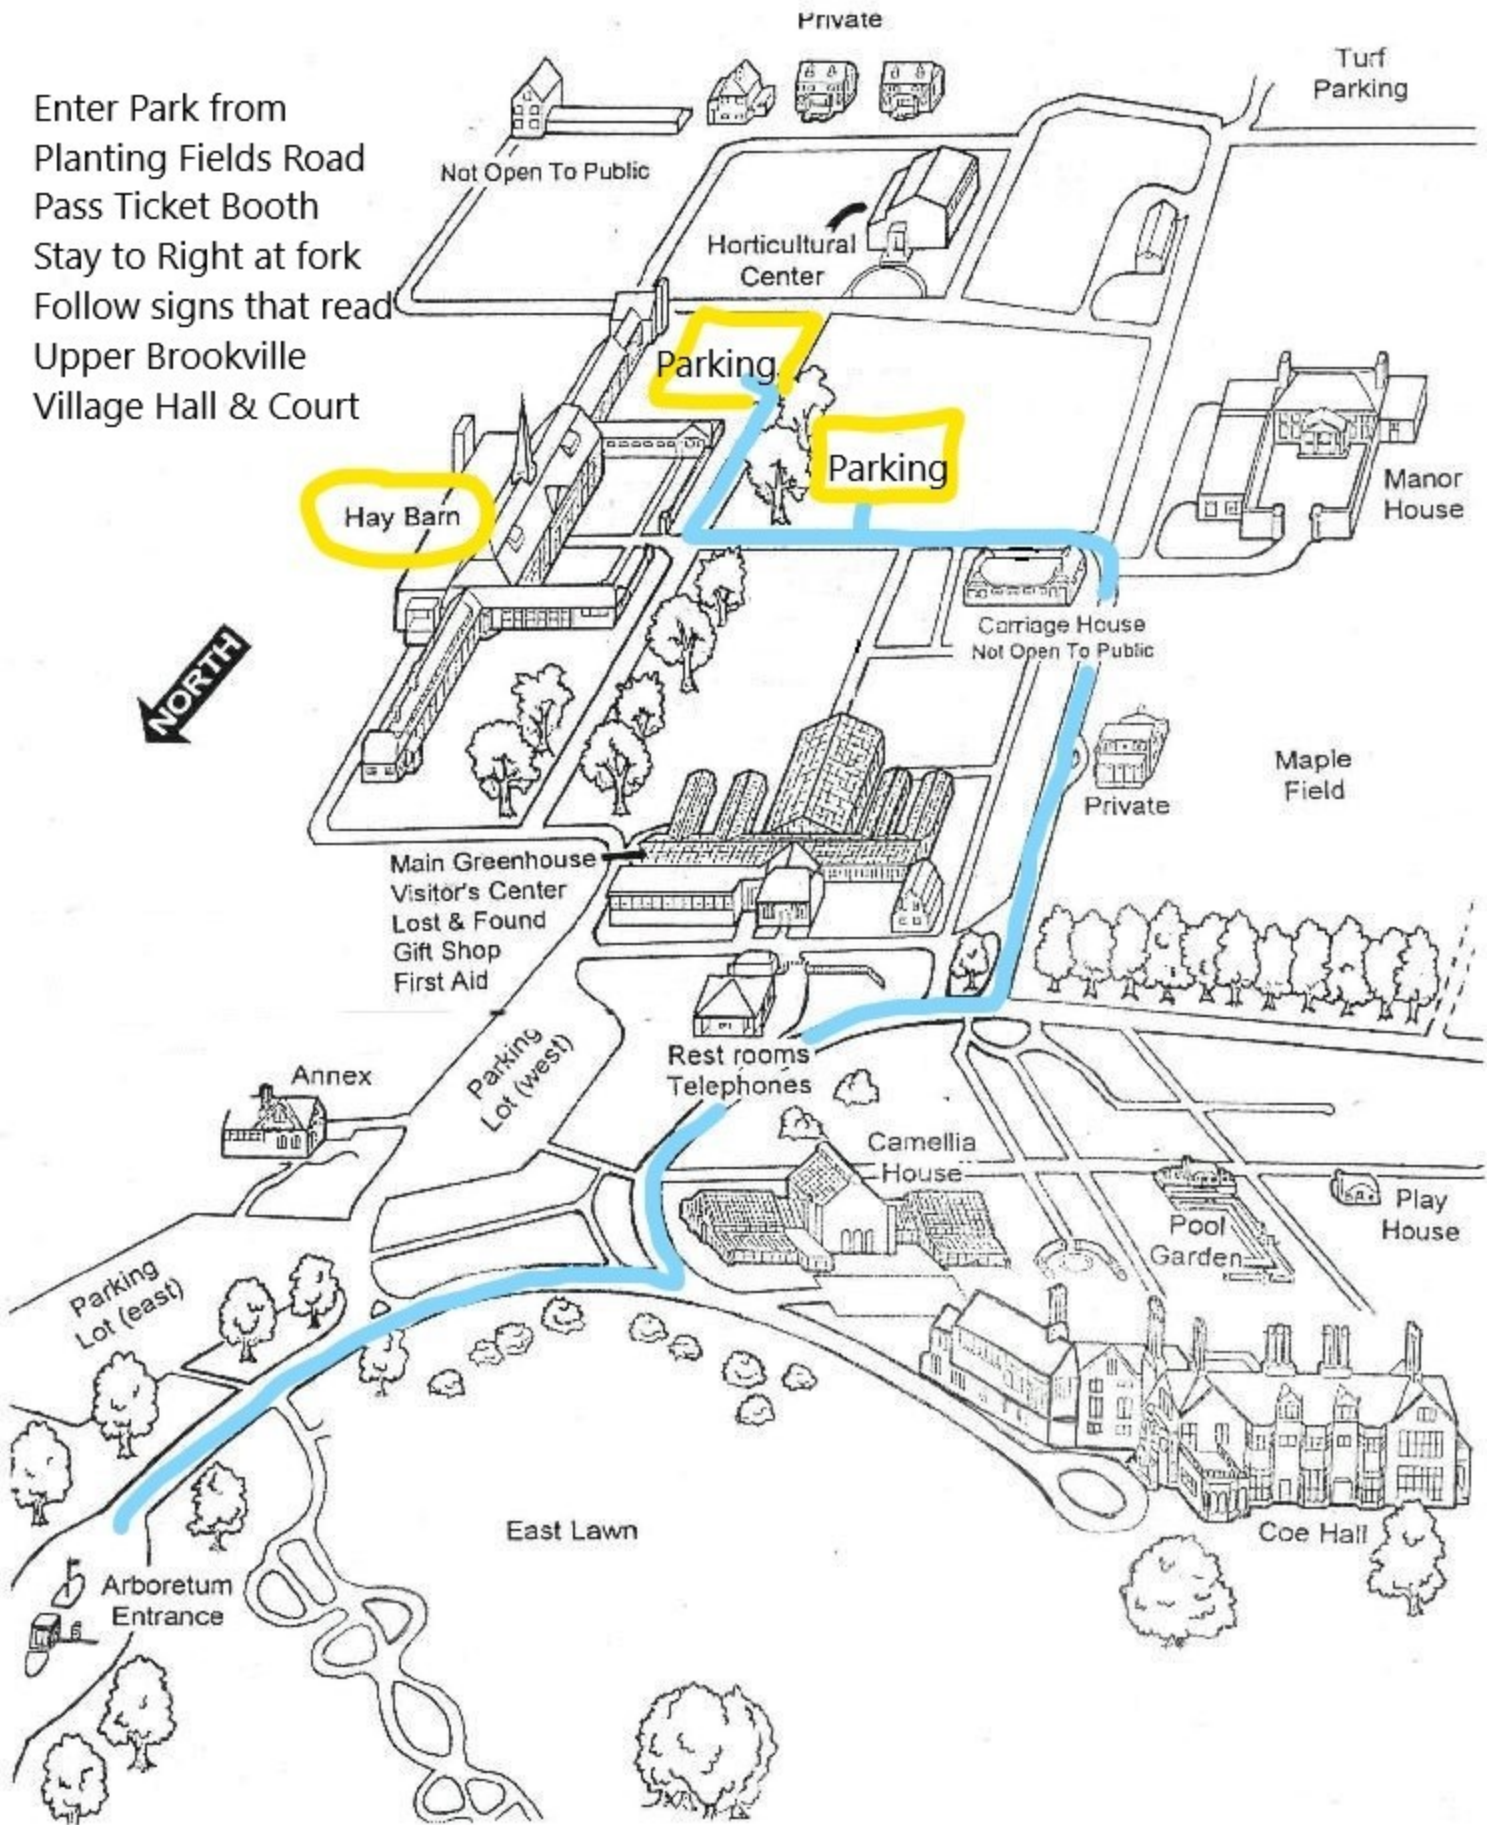 Private
Turf
Parking
Enter Park from
Planting Fields Road
Pass Ticket Booth
Stay to Right at fork
Follow signs that read
Upper Brookville
Village Hall & Court
Not Open To Public
Horticultural
Center
Parking
Parking
Hay Barn
Manor
House
NORTH
Carriage House
Not Open To Public
Private
Maple
Field
Main Greenhouse
Visitor's Center
Lost & Found
Gift Shop
First Aid
Parking
Lot (west)
Rest rooms
Telephones
Annex
Camellia
House
Play
House
Pool
Garden
Parking
Lot (east)
East Lawn
Coe Hall
Arboretum
Entrance